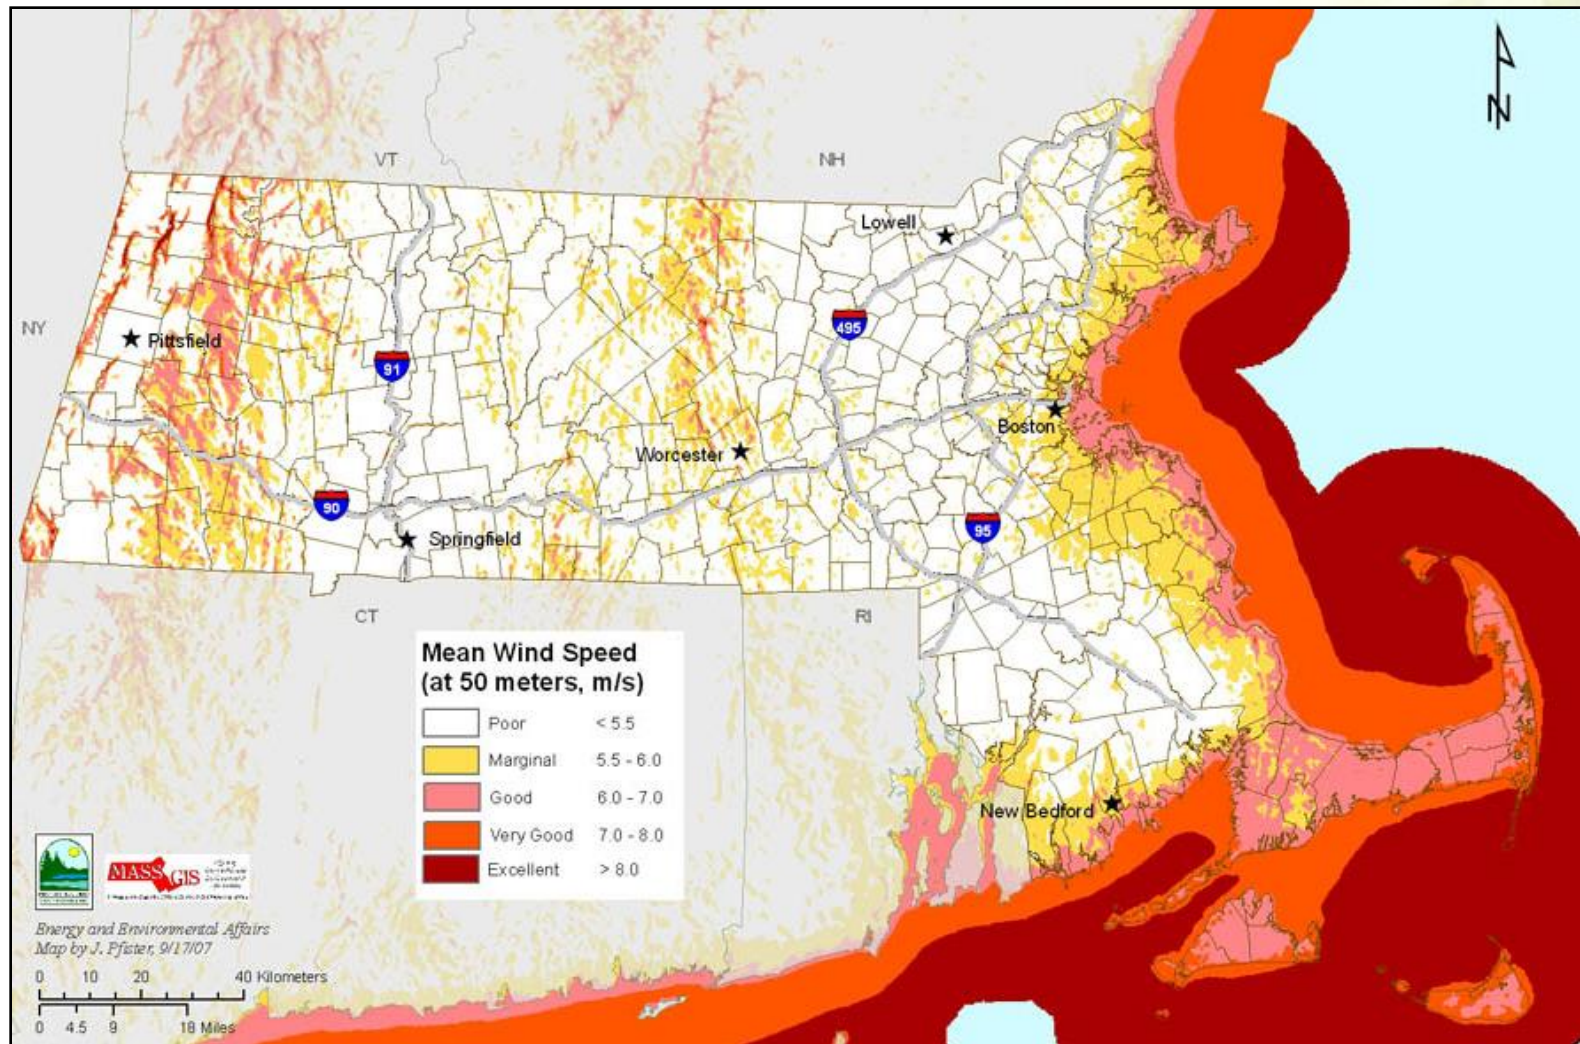 N
VT
NH
Lowell
NY
495
Pittsfield
91
Boston
Worcester
90
95
Springfield
CT
RI
Mean Wind Speed
(at 50 meters, m/s)
Poor < 5.5
Marginal 5.5 - 6.0
Good 6.0 - 7.0
Very Good 7.0 - 8.0
Excellent > 8.0
New Bedford
MASS GIS
Energy and Environmental Affairs
Map by J. Pfister, 9/17/07
0 10 20 40 Kilometers
0 4.5 9 18 Miles